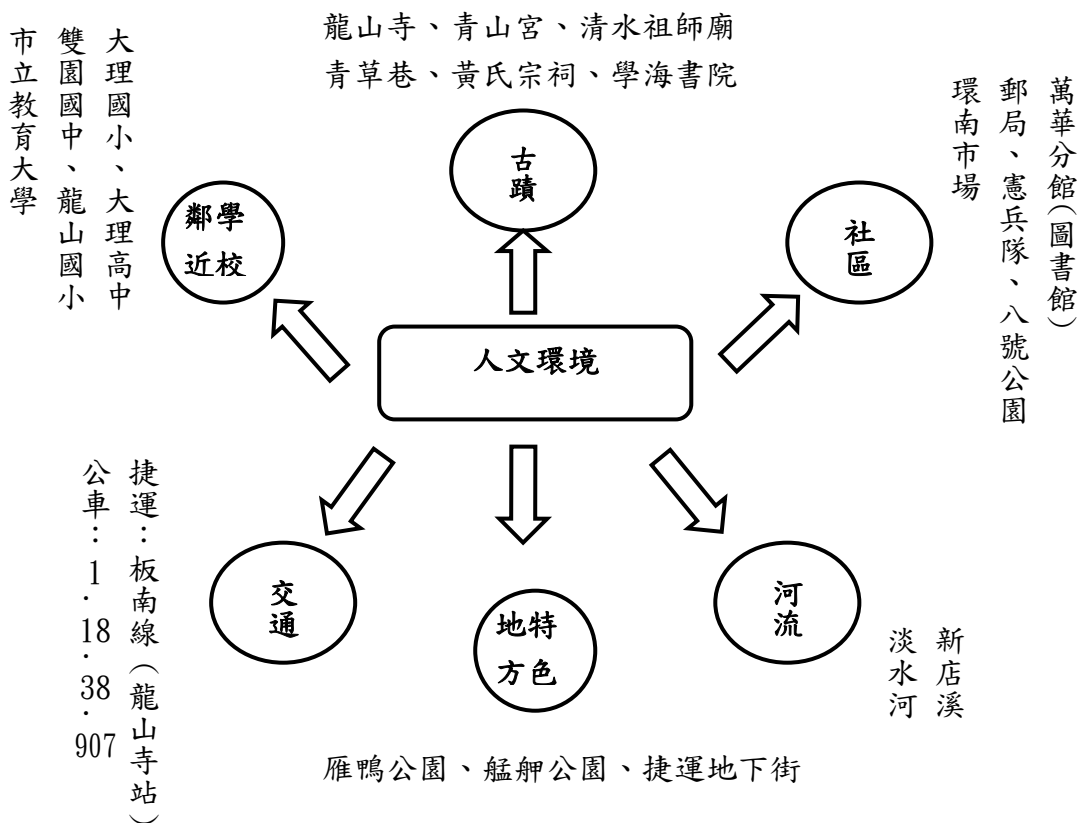 龍山寺、青山宮、清水祖師廟
青草巷、黃氏宗祠、學海書院
古蹟
大理國小、大理高中
雙園國中、龍山國小
市立教育大學
鄰學
近校
萬華分館(圖書館)
郵局、憲兵隊、八號公園
環南市場
社區
人文環境
捷運：板南線(龍山寺站)
公車：1.18.38.907
交通
地特
方色
雁鴨公園、艋舺公園、捷運地下街
河流
新店溪
淡水河